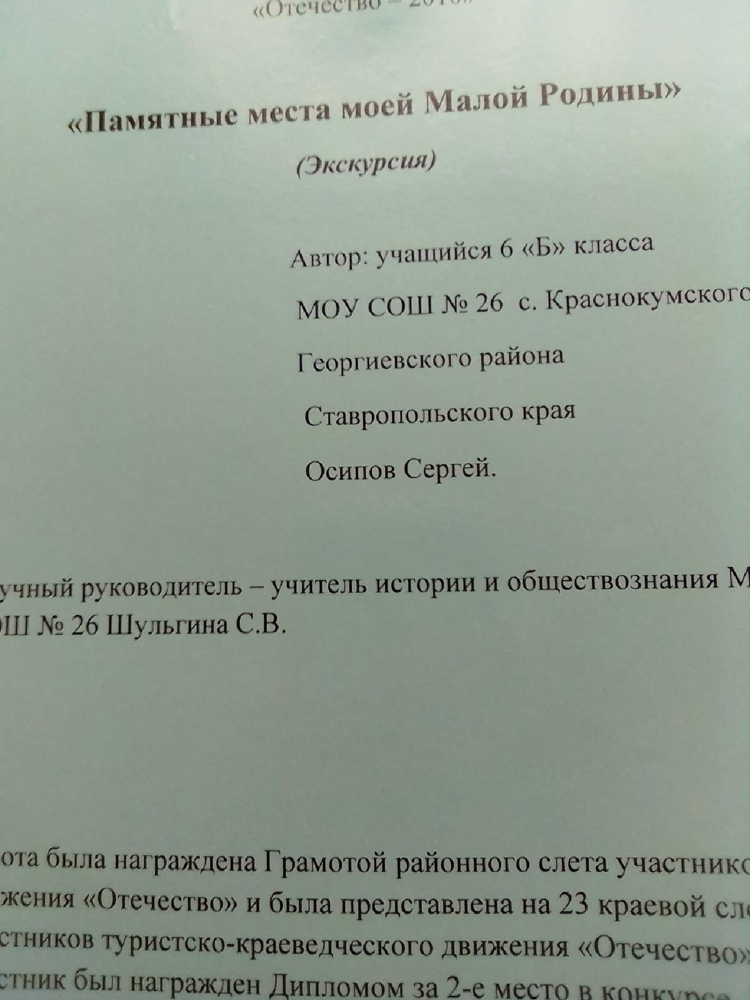 «Отечество –
«Памятные места моей Малой Родины»
(Экскурсия)
Автор: учащийся 6 «Б» класса
МОУ СОШ № 26 с. Краснокумского
Георгиевского района
Ставропольского края
Осипов Сергей.
учный руководитель – учитель истории и обществознания М
ОШ № 26 Шульгина С.В.
ота была награждена Грамотой районного слета участнико
жения «Отечество» и была представлена на 23 краевой сле
стников туристско-краеведческого движения «Отечество»
стник был награжден Дипломом за 2-е место в конкурсе